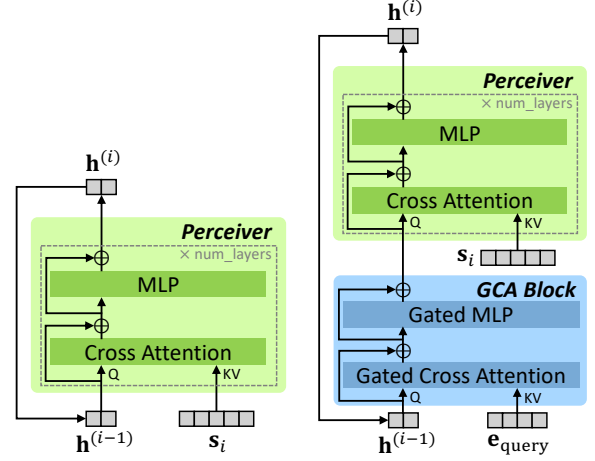 h^(i)
Perceiver
× num_layers
MLP
Cross Attention
Q
KV
h^(i−1)
s_i
h^(i)
Perceiver
× num_layers
MLP
Cross Attention
Q
KV
s_i
GCA Block
Gated MLP
Gated Cross Attention
Q
KV
h^(i−1)
e_query